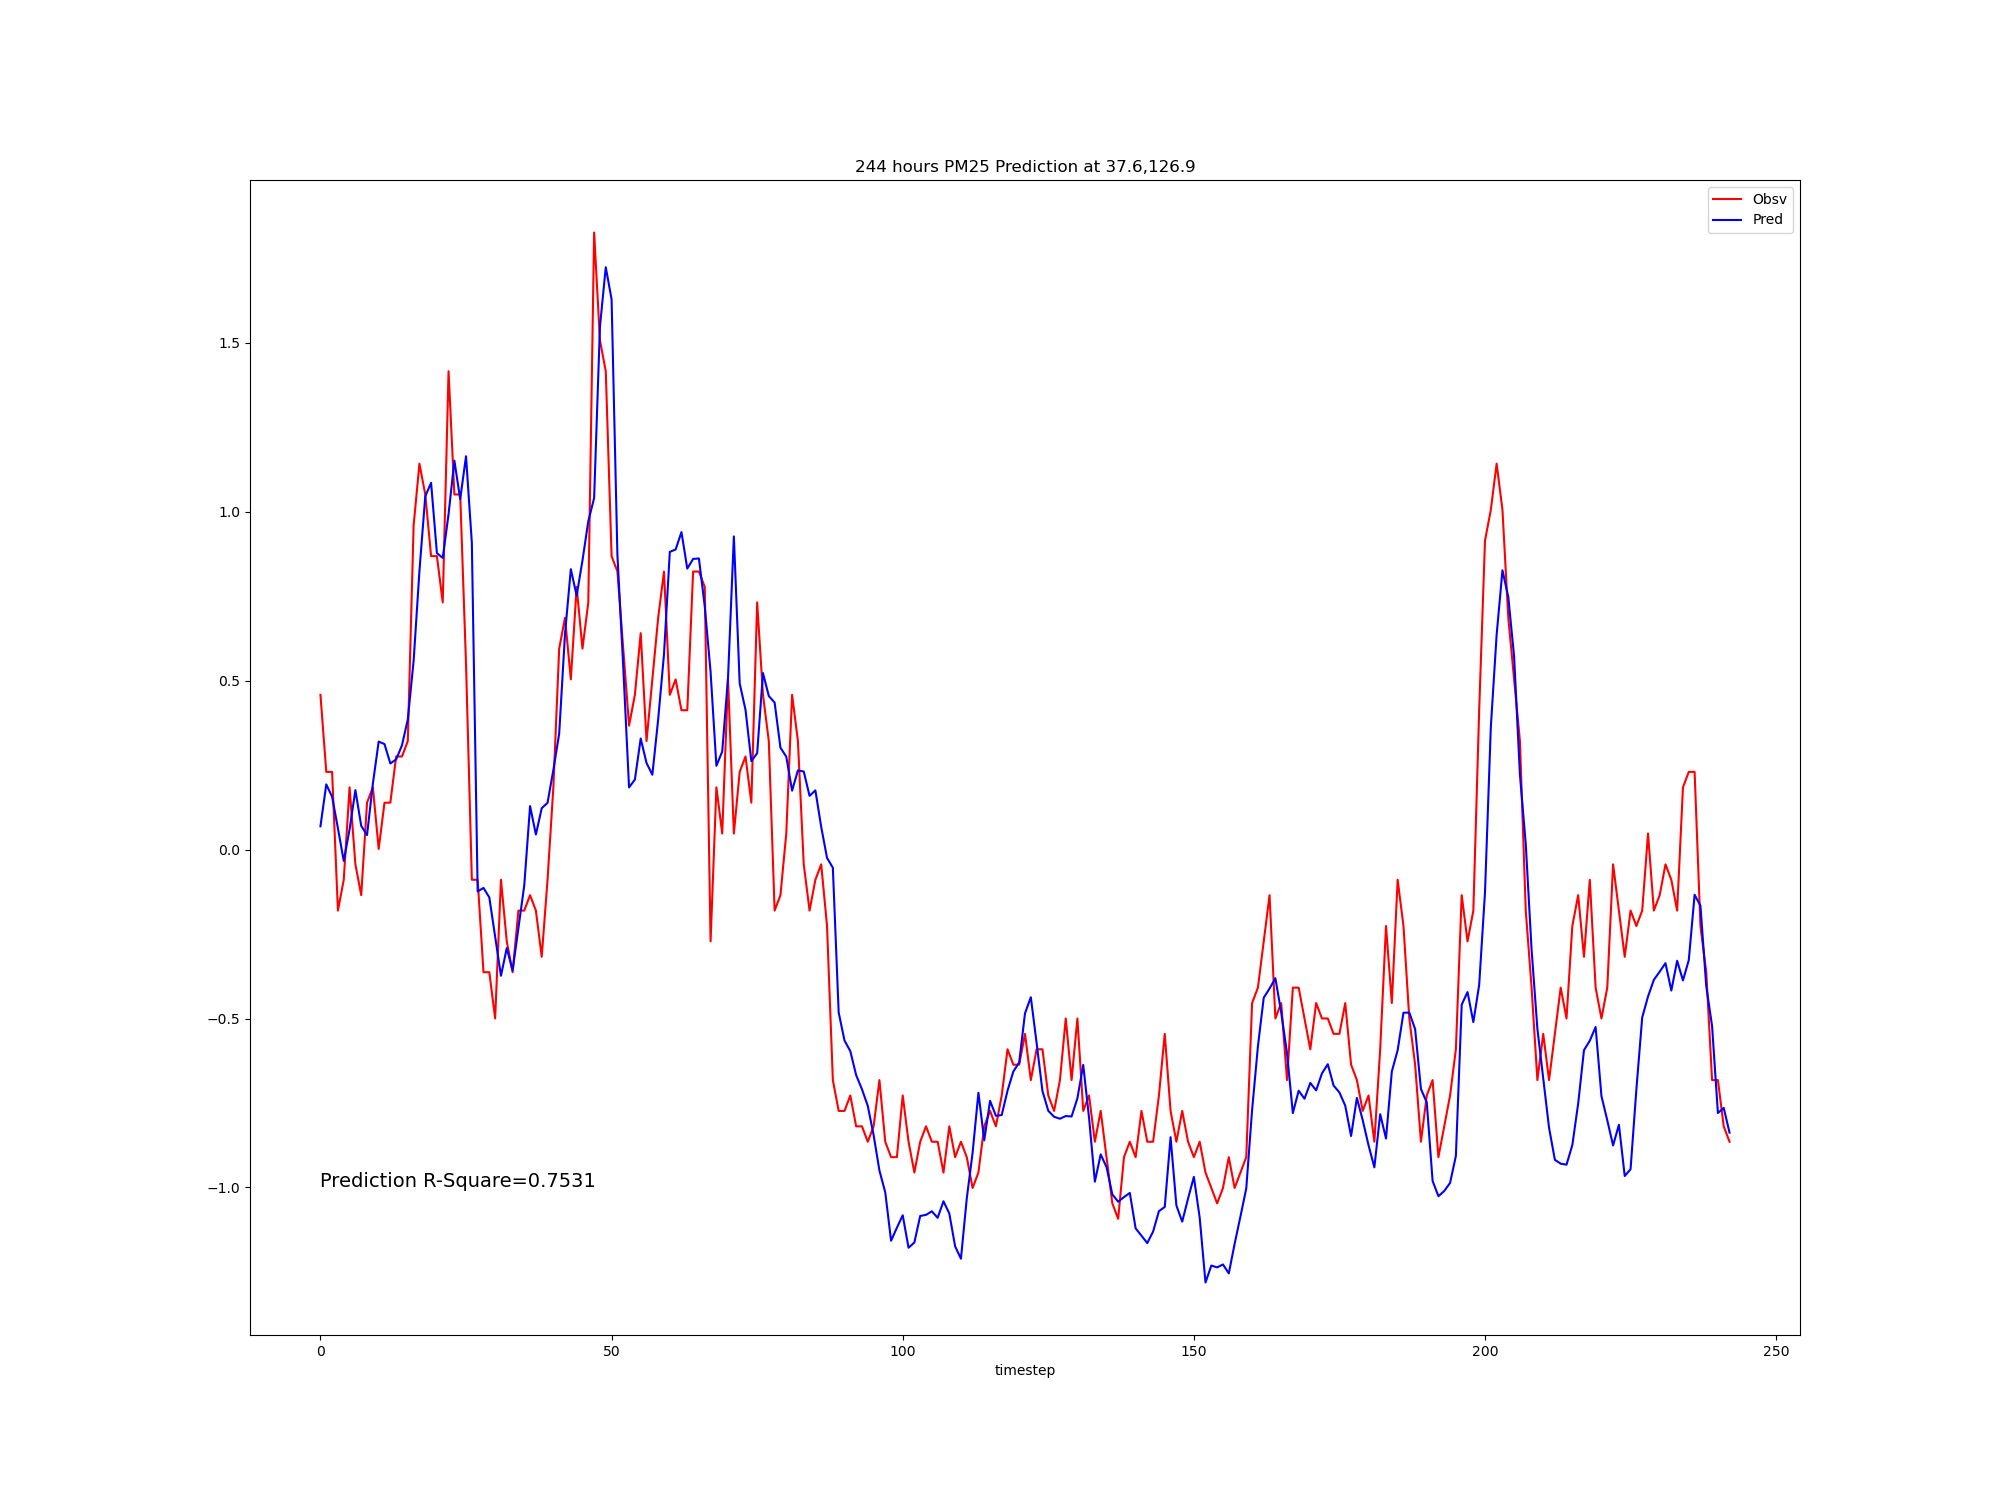 244 hours PM25 Prediction at 37.6,126.9
Obsv
Pred
1.5
1.0
0.5
0.0
−0.5
−1.0
Prediction R-Square=0.7531
0 50 100 150 200 250
timestep